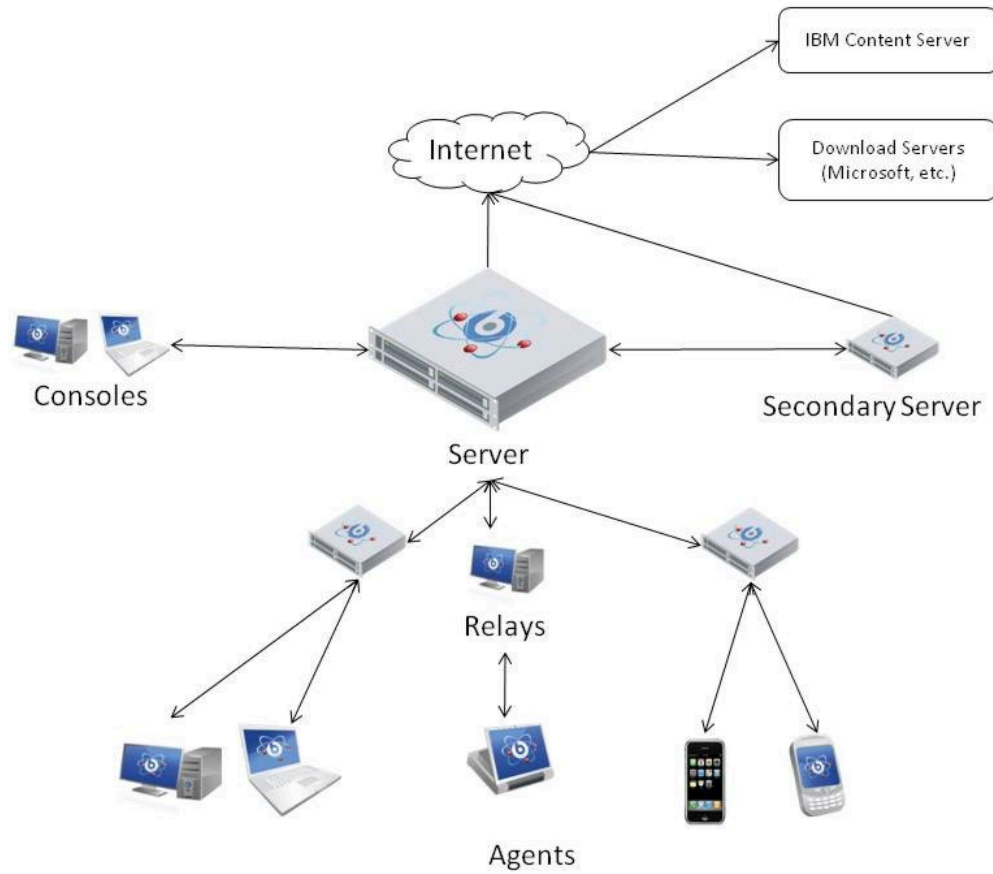 IBM Content Server
Internet
Download Servers
(Microsoft, etc.)
Consoles
Secondary Server
Server
Relays
Agents